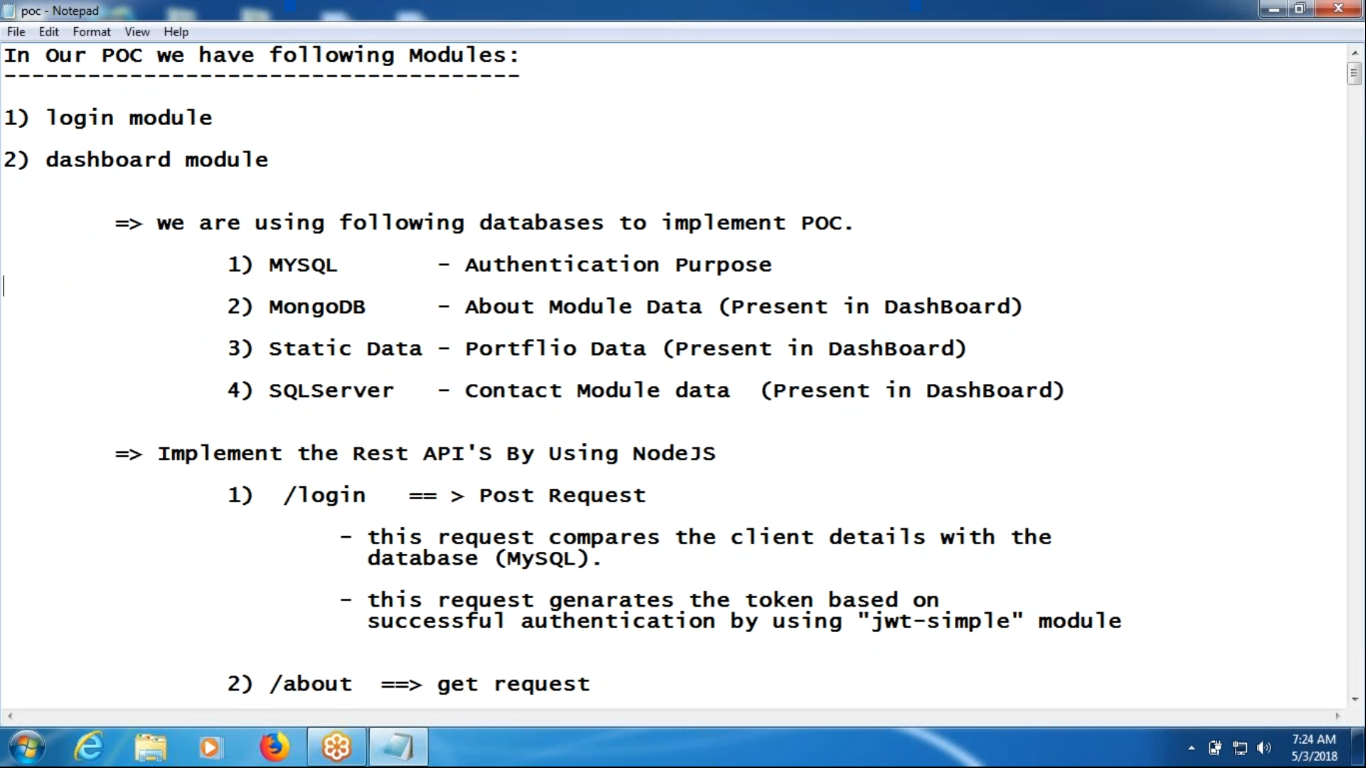 poc - Notepad
File Edit Format View Help
In Our POC we have following Modules:
-------------------------------------
1) login module
2) dashboard module
=> we are using following databases to implement POC.
1) MYSQL - Authentication Purpose
2) MongoDB - About Module Data (Present in DashBoard)
3) Static Data - Portflio Data (Present in DashBoard)
4) SQLServer - Contact Module data (Present in DashBoard)
=> Implement the Rest API'S By Using NodeJS
1) /login == > Post Request
- this request compares the client details with the
database (MySQL).
- this request genarates the token based on
successful authentication by using "jwt-simple" module
2) /about ==> get request
7:24 AM
5/3/2018